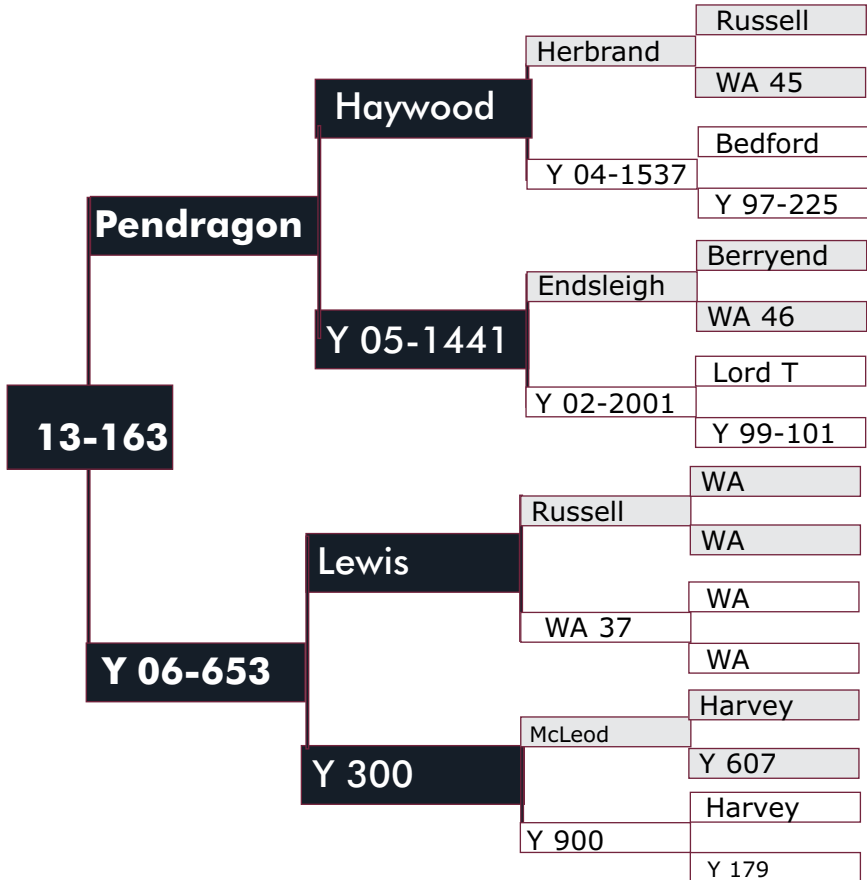 Russell
Herbrand
WA 45
Haywood
Bedford
Y 04-1537
Y 97-225
Pendragon
Berryend
Endsleigh
WA 46
Y 05-1441
Lord T
Y 02-2001
Y 99-101
13-163
WA
Russell
WA
Lewis
WA
WA 37
WA
Y 06-653
Harvey
McLeod
Y 607
Y 300
Harvey
Y 900
Y 179